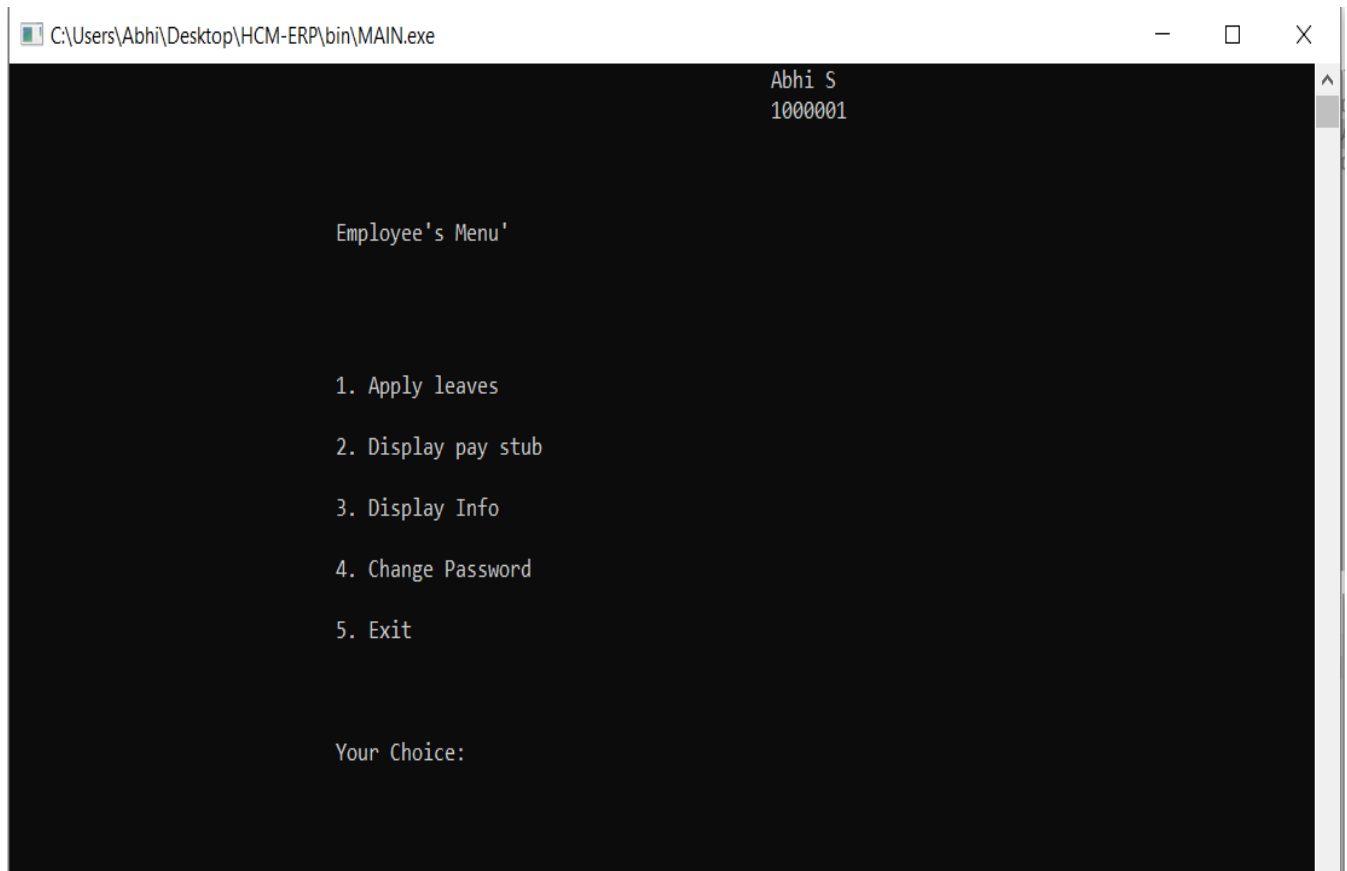 C:\Users\Abhi\Desktop\HCM-ERP\bin\MAIN.exe
Abhi S
1000001
Employee's Menu'
1. Apply leaves
2. Display pay stub
3. Display Info
4. Change Password
5. Exit
Your Choice: